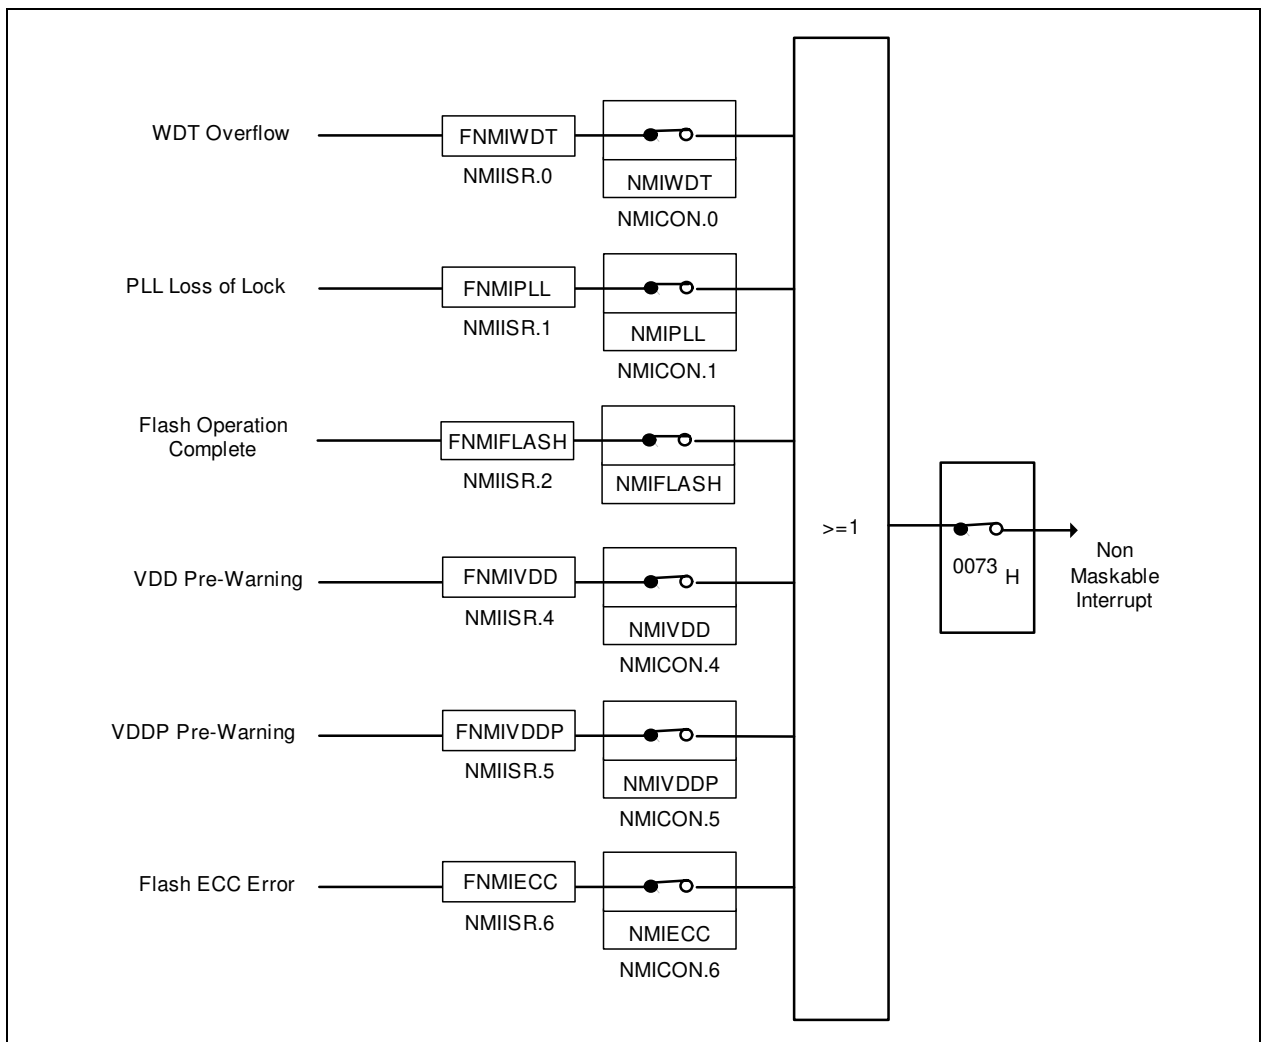 WDT Overflow
FNMIWDT
NMIISR.0
NMIWDT
NMICON.0
PLL Loss of Lock
FNMIPLL
NMIISR.1
NMIPLL
NMICON.1
Flash Operation
Complete
FNMIFLASH
NMIISR.2
NMIFLASH
VDD Pre-Warning
FNMIVDD
NMIISR.4
NMIVDD
NMICON.4
VDDP Pre-Warning
FNMIVDDP
NMIISR.5
NMIVDDP
NMICON.5
Flash ECC Error
FNMIECC
NMIISR.6
NMIECC
NMICON.6
>=1
0073 H
Non
Maskable
Interrupt